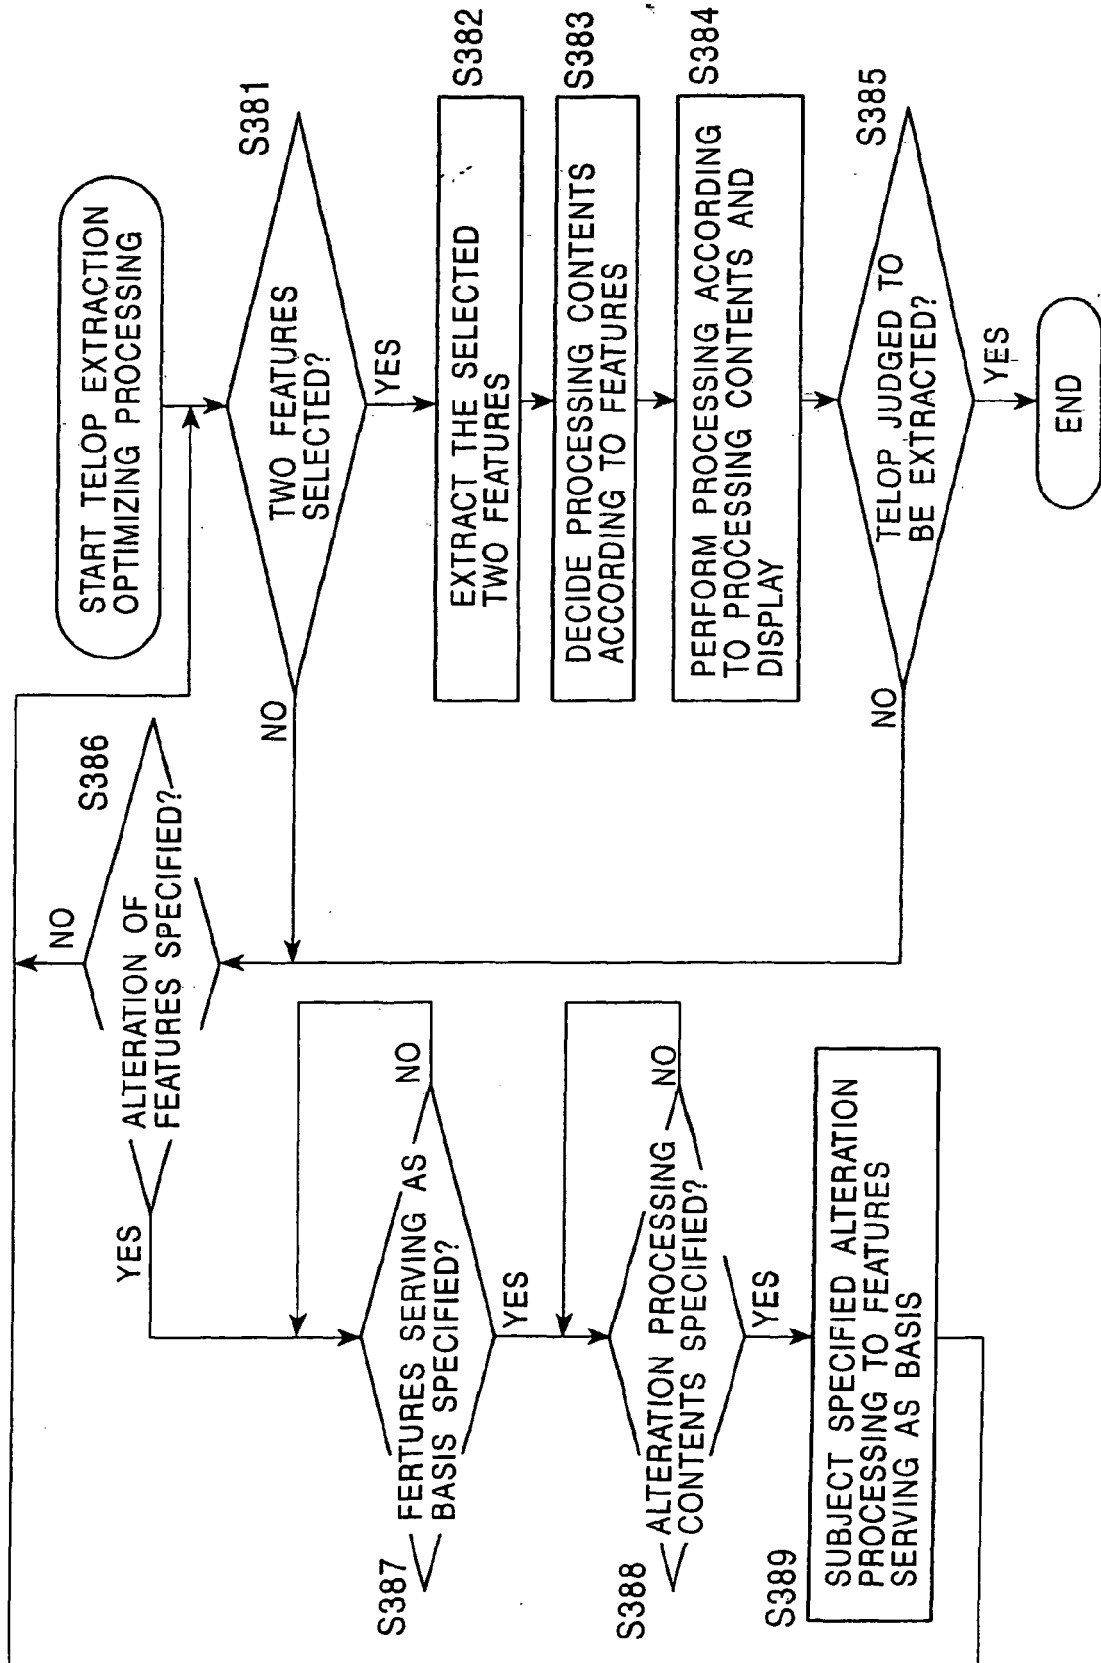 START TELOP EXTRACTION
OPTIMIZING PROCESSING
S381
TWO FEATURES
SELECTED?
NO
YES
S382
EXTRACT THE SELECTED
TWO FEATURES
S383
DECIDE PROCESSING CONTENTS
ACCORDING TO FEATURES
S384
PERFORM PROCESSING ACCORDING
TO PROCESSING CONTENTS AND
DISPLAY
S385
TELOP JUDGED TO
BE EXTRACTED?
NO
YES
END
S386
ALTERATION OF
FEATURES SPECIFIED?
NO
YES
S387
FERTURES SERVING AS
BASIS SPECIFIED?
NO
YES
S388
ALTERATION PROCESSING
CONTENTS SPECIFIED?
NO
YES
S389
SUBJECT SPECIFIED ALTERATION
PROCESSING TO FEATURES
SERVING AS BASIS